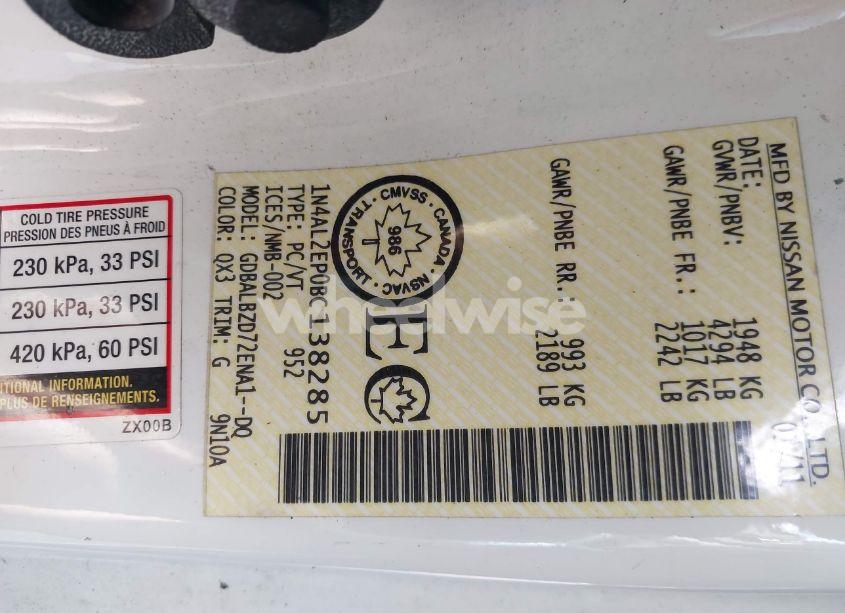 COLD TIRE PRESSURE
PRESSION DES PNEUS À FROID
230 kPa, 33 PSI
230 kPa, 33 PSI
420 kPa, 60 PSI
ITIONAL INFORMATION.
PLUS DE RENSEIGNEMENTS.
ZX00B
MFD BY NISSAN MOTOR CO., LTD.
DATE: 01/11
GVWR/PNBV: 1948 KG
4294 LB
GAWR/PNBE FR.: 1017 KG
2242 LB
GAWR/PNBE RR.: 993 KG
2189 LB
CMVSS · CANADA · NSVAC · TRANSPORT ·
986
T
1N4AL2EP0BC138285
TYPE: PC/VT 952
ICES/NMB-002
MODEL: GDBALBZD72ENA1--DQ
COLOR: QX3 TRIM: G 9N10A
wheelwise